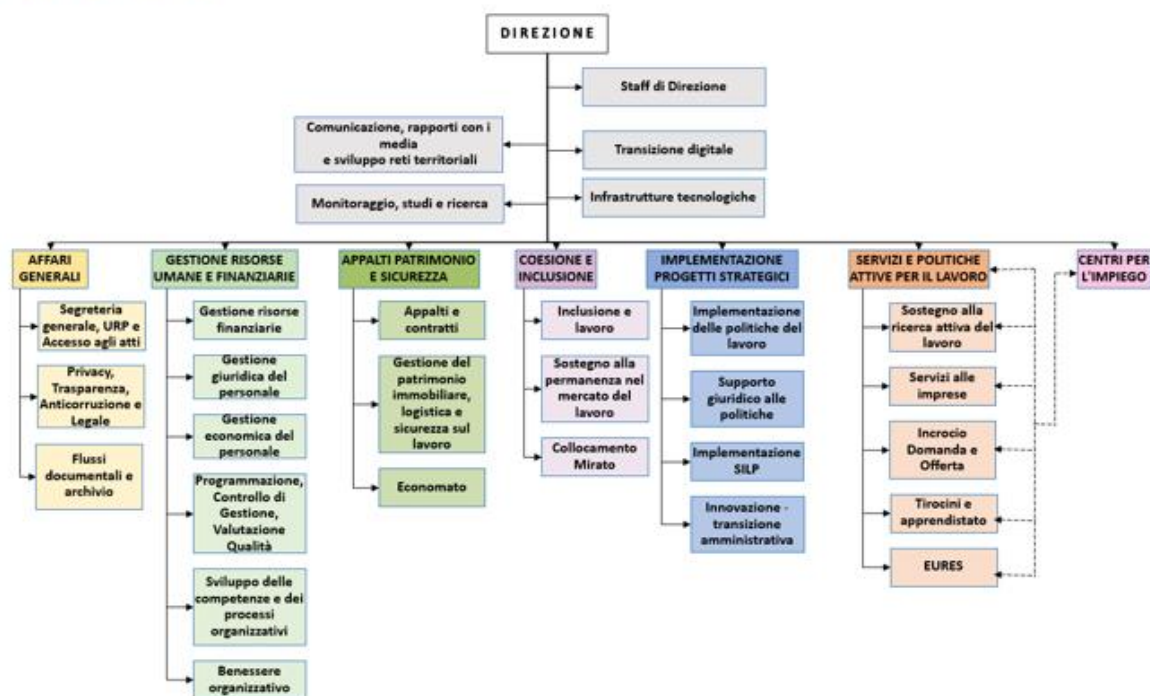 DIREZIONE
Staff di Direzione
Comunicazione, rapporti con i
media
e sviluppo reti territoriali
Transizione digitale
Monitoraggio, studi e ricerca
Infrastrutture tecnologiche
AFFARI
GENERALI
Segreteria
generale, URP e
Accesso agli atti
Privacy,
Trasparenza,
Anticorruzione e
Legale
Flussi
documentali e
archivio
GESTIONE RISORSE
UMANE E FINANZIARIE
Gestione risorse
finanziarie
Gestione
giuridica del
personale
Gestione
economica del
personale
Programmazione,
Controllo di
Gestione,
Valutazione
Qualità
Sviluppo delle
competenze e dei
processi
organizzativi
Benessere
organizzativo
APPALTI PATRIMONIO
E SICUREZZA
Appalti e
contratti
Gestione del
patrimonio
immobiliare,
logistica e
sicurezza sul
lavoro
Economato
COESIONE E
INCLUSIONE
Inclusione e
lavoro
Sostegno alla
permanenza nel
mercato del
lavoro
Collocamento
Mirato
IMPLEMENTAZIONE
PROGETTI STRATEGICI
Implementazione
delle politiche del
lavoro
Supporto
giuridico alle
politiche
Implementazione
SILP
Innovazione -
transizione
amministrativa
SERVIZI E POLITICHE
ATTIVE PER IL LAVORO
Sostegno alla
ricerca attiva del
lavoro
Servizi alle
imprese
Incrocio
Domanda e
Offerta
Tirocini e
apprendistato
EURES
CENTRI PER
L'IMPIEGO